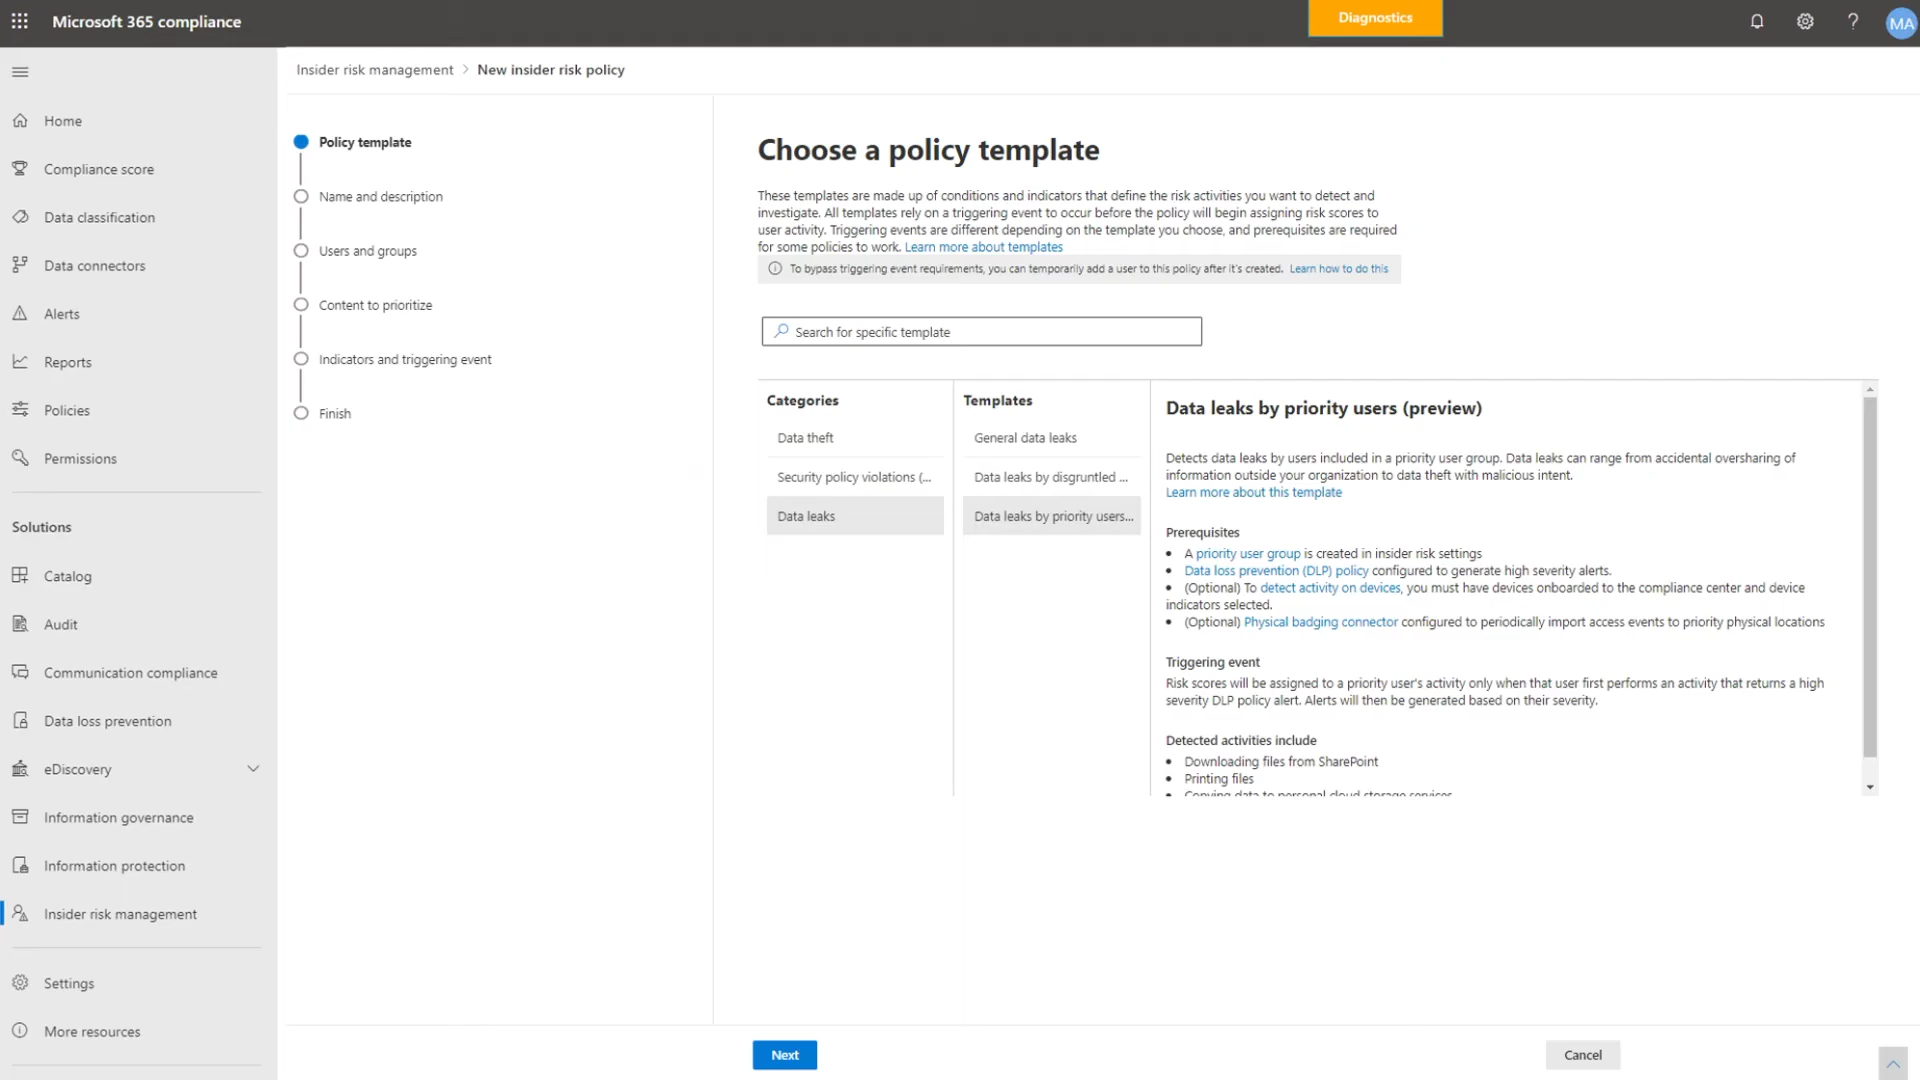 Microsoft 365 compliance
Diagnostics
?
MA
Insider risk management > New insider risk policy
Home
Compliance score
Data classification
Data connectors
Alerts
Reports
Policies
Permissions
Solutions
Catalog
Audit
Communication compliance
Data loss prevention
eDiscovery
Information governance
Information protection
Insider risk management
Settings
More resources
Policy template
Name and description
Users and groups
Content to prioritize
Indicators and triggering event
Finish
Choose a policy template
These templates are made up of conditions and indicators that define the risk activities you want to detect and
investigate. All templates rely on a triggering event to occur before the policy will begin assigning risk scores to
user activity. Triggering events are different depending on the template you choose, and prerequisites are required
for some policies to work. Learn more about templates
To bypass triggering event requirements, you can temporarily add a user to this policy after it's created. Learn how to do this
Search for specific template
Categories
Data theft
Security policy violations (...
Data leaks
Templates
General data leaks
Data leaks by disgruntled ...
Data leaks by priority users...
Data leaks by priority users (preview)
Detects data leaks by users included in a priority user group. Data leaks can range from accidental oversharing of
information outside your organization to data theft with malicious intent.
Learn more about this template
Prerequisites
• A priority user group is created in insider risk settings
• Data loss prevention (DLP) policy configured to generate high severity alerts.
• (Optional) To detect activity on devices, you must have devices onboarded to the compliance center and device
indicators selected.
• (Optional) Physical badging connector configured to periodically import access events to priority physical locations
Triggering event
Risk scores will be assigned to a priority user's activity only when that user first performs an activity that returns a high
severity DLP policy alert. Alerts will then be generated based on their severity.
Detected activities include
• Downloading files from SharePoint
• Printing files
• Copying data to personal cloud storage services
Next
Cancel